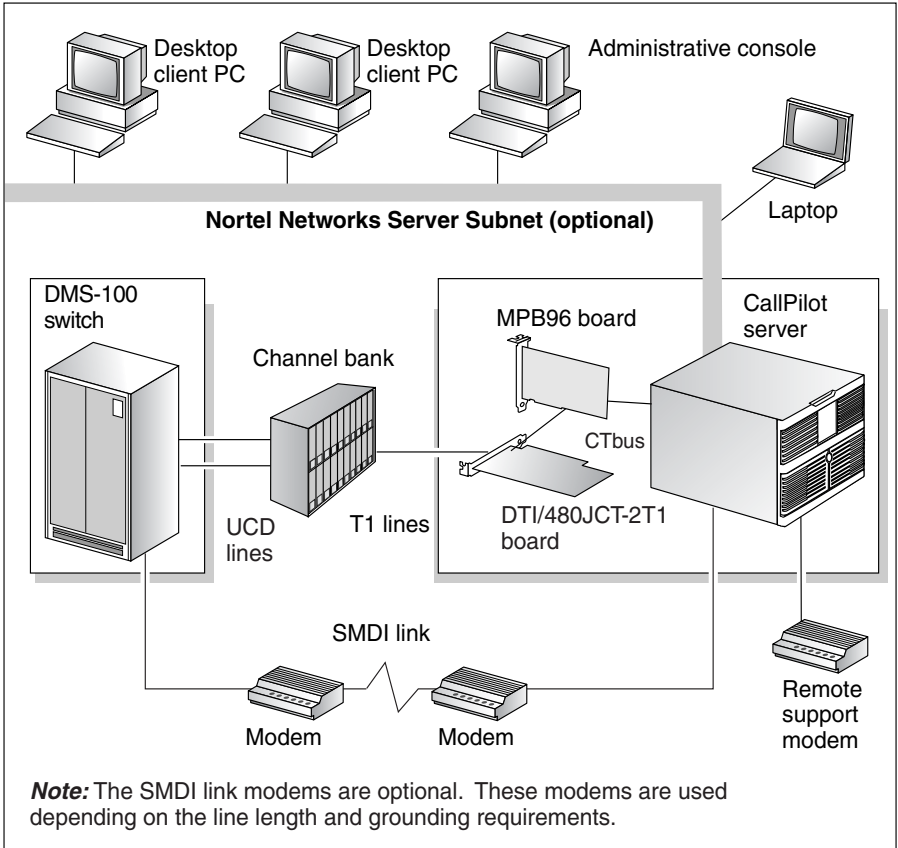 Desktop
client PC
Desktop
client PC
Administrative console
Laptop
Nortel Networks Server Subnet (optional)
DMS-100
switch
Channel bank
MPB96 board
CallPilot
server
CTbus
UCD
lines
T1 lines
DTI/480JCT-2T1
board
SMDI link
Modem
Modem
Remote
support
modem
Note: The SMDI link modems are optional. These modems are used
depending on the line length and grounding requirements.